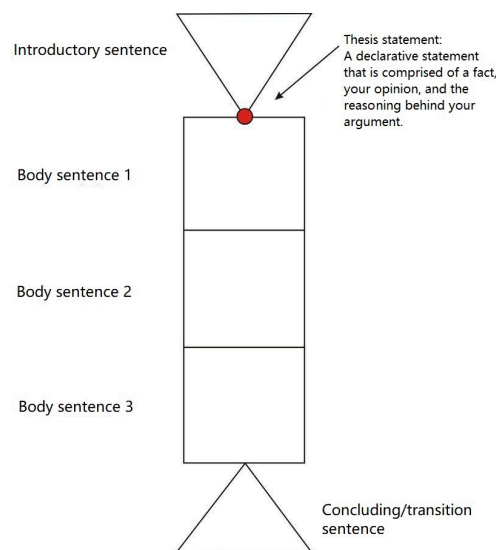 Introductory sentence
Thesis statement:
A declarative statement
that is comprised of a fact,
your opinion, and the
reasoning behind your
argument.
Body sentence 1
Body sentence 2
Body sentence 3
Concluding/transition
sentence